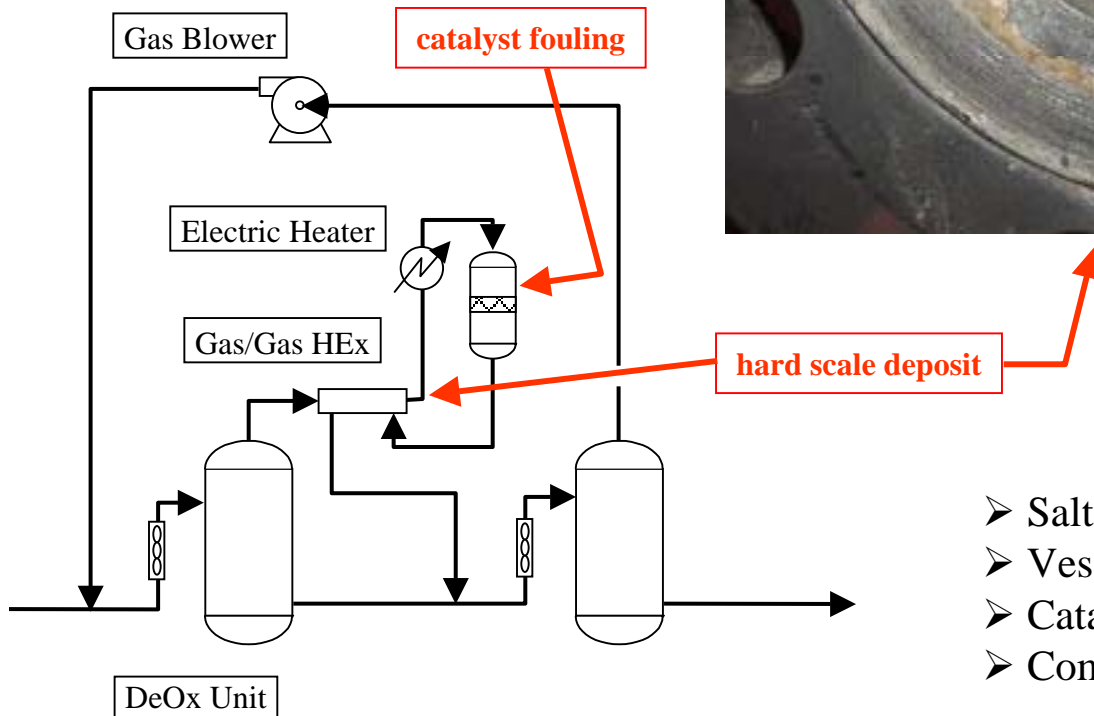 Gas Blower
catalyst fouling
Electric Heater
Gas/Gas HEx
hard scale deposit
➢ Salt
➢ Ves
➢ Cata
➢ Con
DeOx Unit